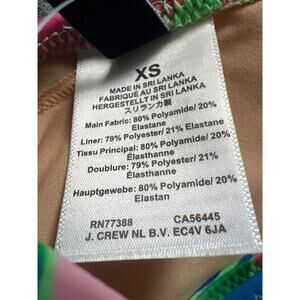 XS
MADE IN SRI LANKA
FABRIQUÉ AU SRI LANKA
HERGESTELLT IN SRI LANKA
スリランカ製
Main Fabric: 80% Polyamide/ 20%
Elastane
Liner: 79% Polyester/ 21% Elastane
Tissu Principal: 80% Polyamide/ 20%
Élasthanne
Doublure: 79% Polyester/ 21%
Élasthanne
Hauptgewebe: 80% Polyamide/ 20%
Elastan
RN77388 CA56445
J. CREW NL B.V. EC4V 6JA